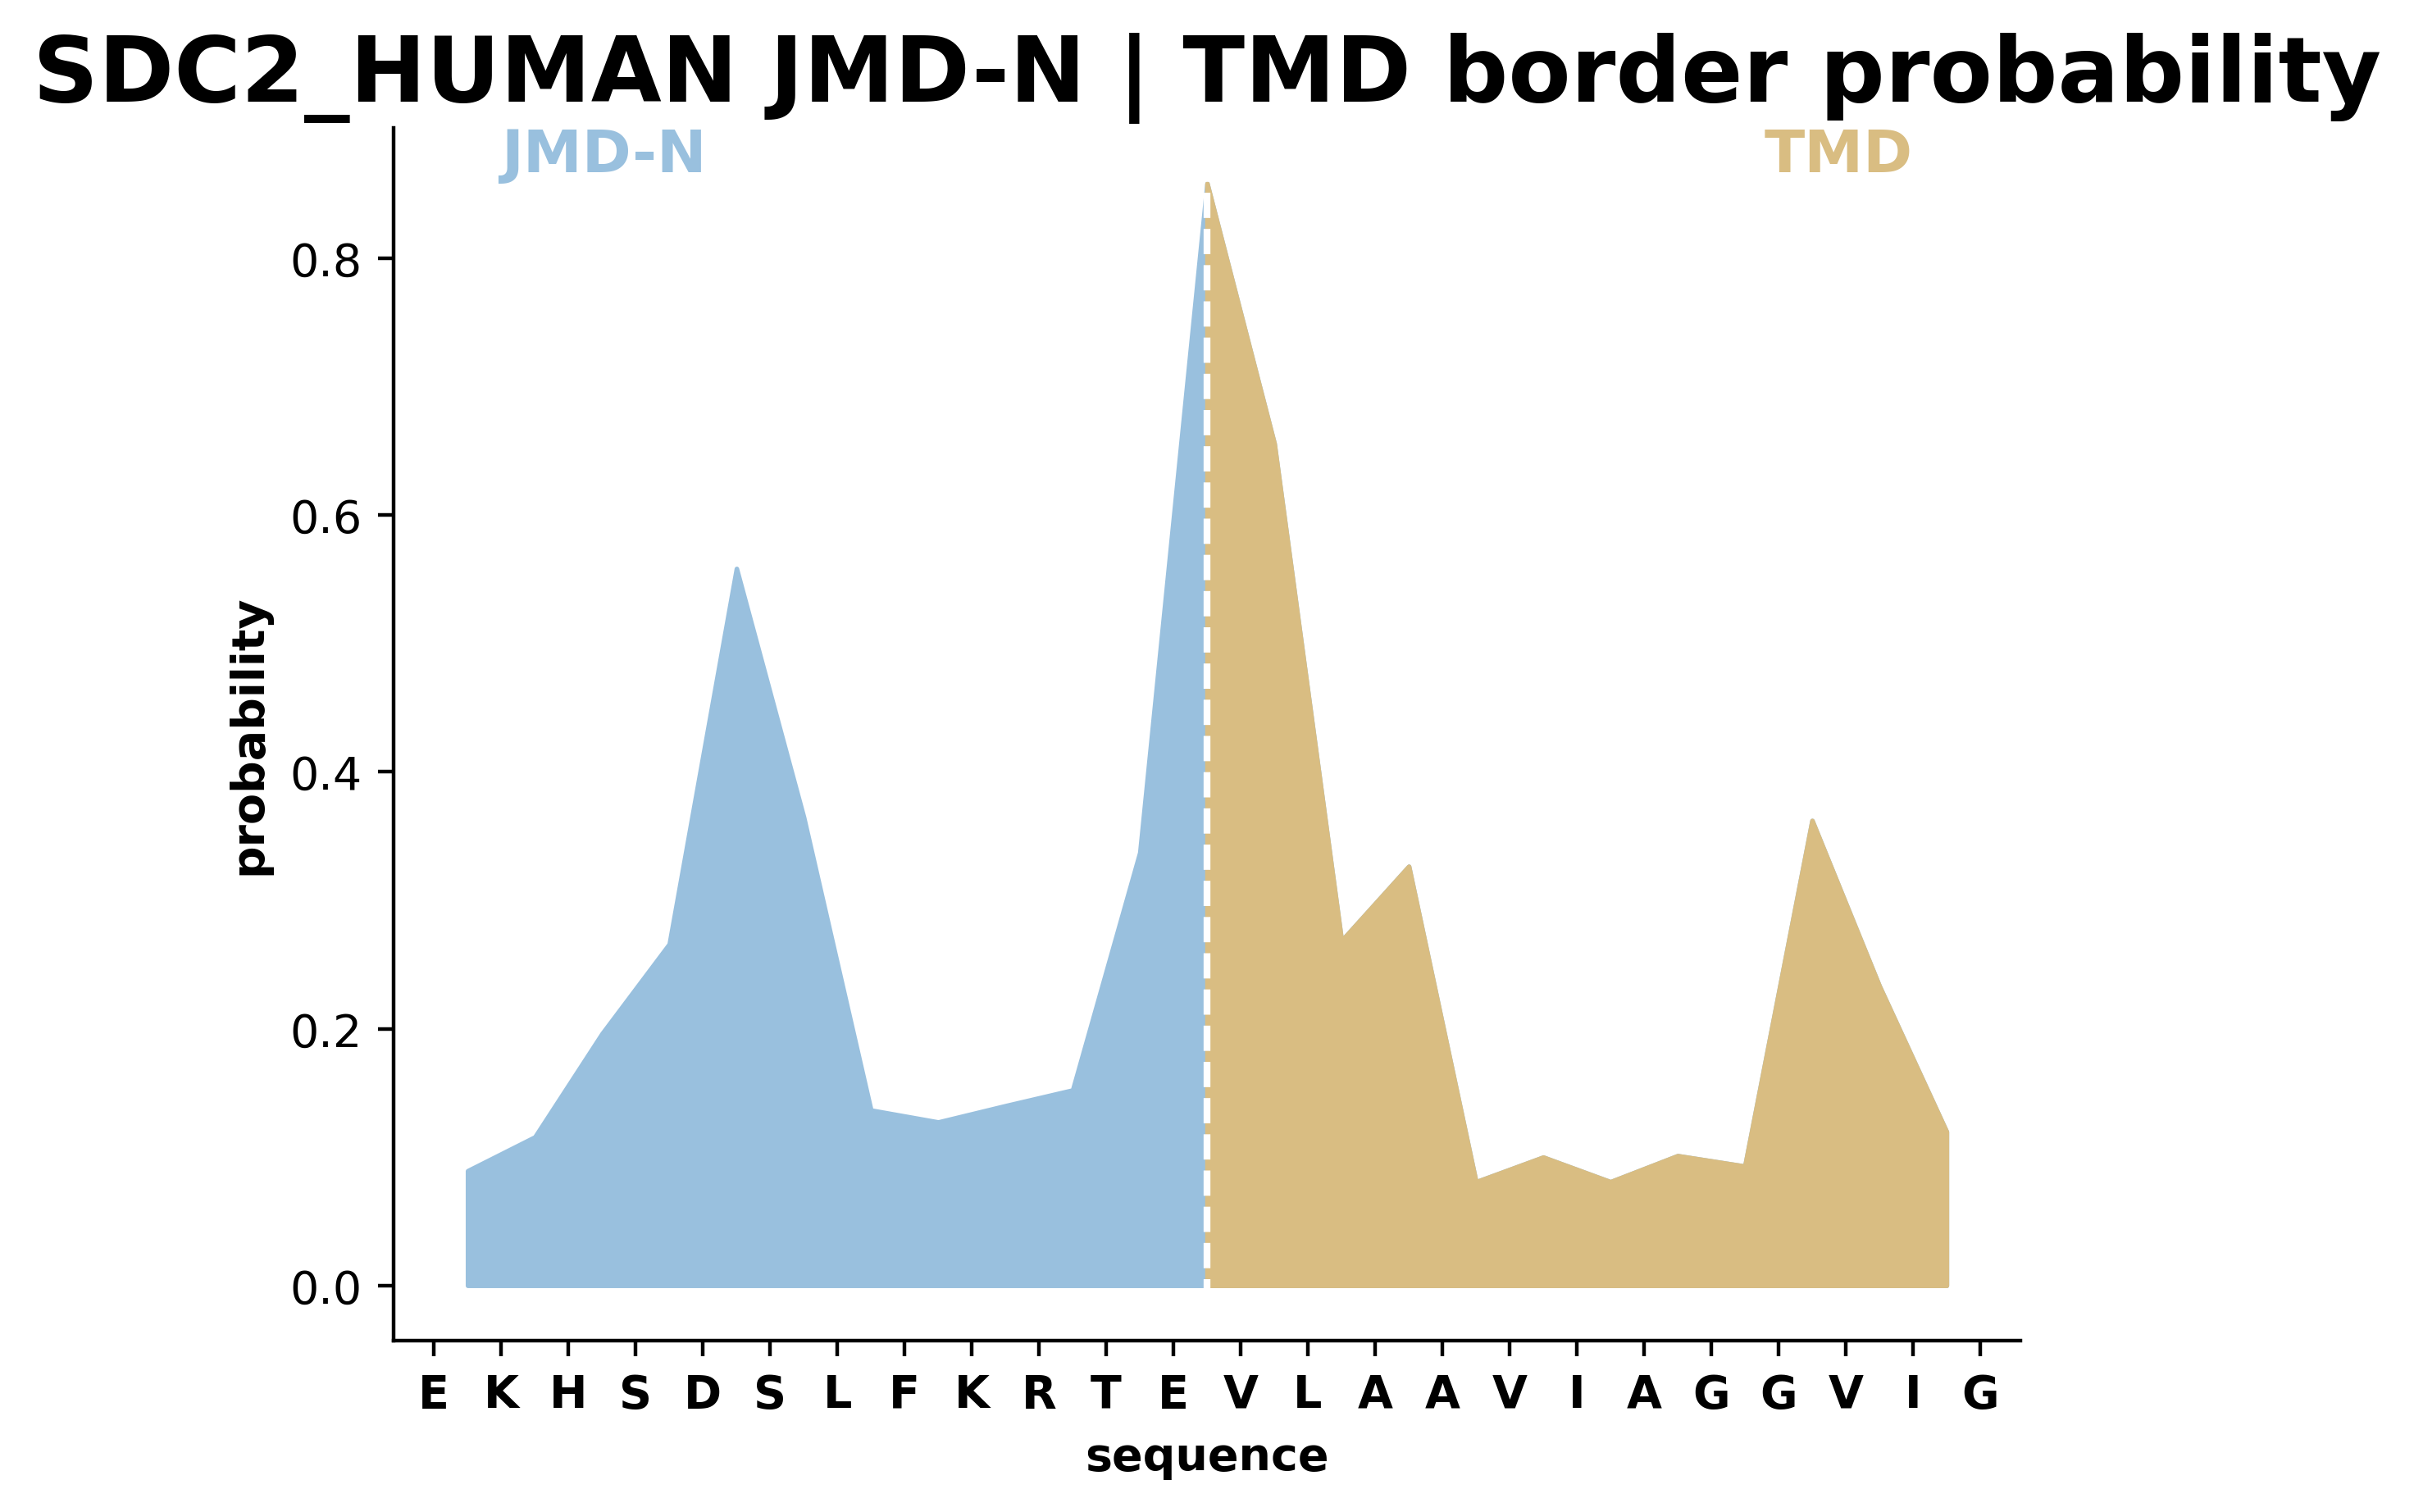 SDC2_HUMAN JMD-N | TMD border probability
JMD-N TMD
0.8
0.6
0.4
0.2
0.0
probability
E K H S D S L F K R T E V L A A V I A G G V I G
sequence